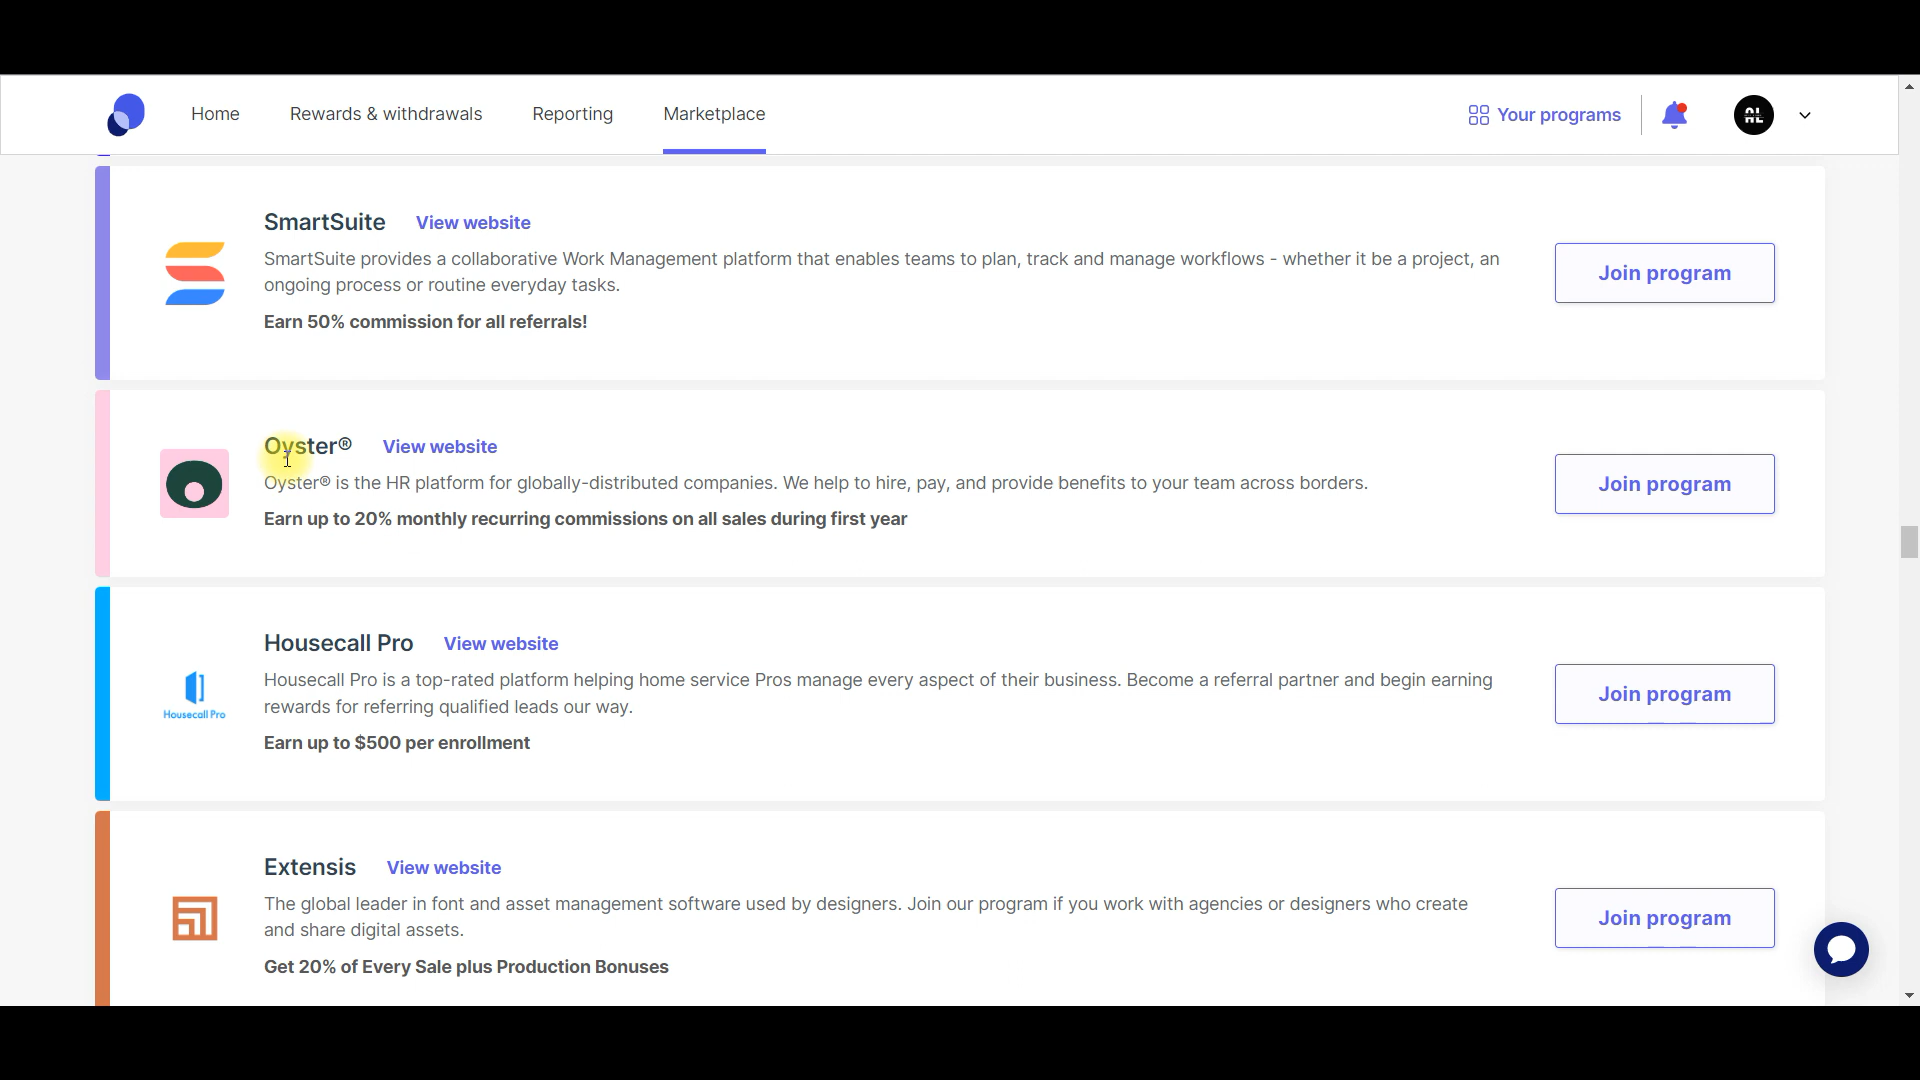 Home Rewards & withdrawals Reporting Marketplace Your programs AL
SmartSuite View website
SmartSuite provides a collaborative Work Management platform that enables teams to plan, track and manage workflows - whether it be a project, an
ongoing process or routine everyday tasks.
Earn 50% commission for all referrals!
Join program
Oyster® View website
Oyster® is the HR platform for globally-distributed companies. We help to hire, pay, and provide benefits to your team across borders.
Earn up to 20% monthly recurring commissions on all sales during first year
Join program
Housecall Pro
Housecall Pro View website
Housecall Pro is a top-rated platform helping home service Pros manage every aspect of their business. Become a referral partner and begin earning
rewards for referring qualified leads our way.
Earn up to $500 per enrollment
Join program
Extensis View website
The global leader in font and asset management software used by designers. Join our program if you work with agencies or designers who create
and share digital assets.
Get 20% of Every Sale plus Production Bonuses
Join program